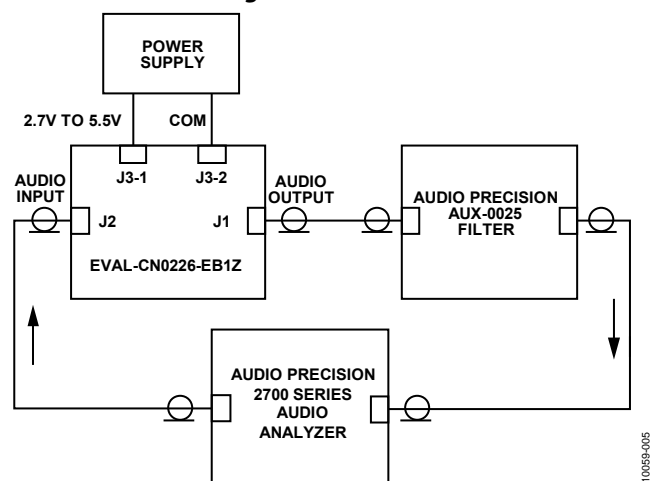 POWER
SUPPLY
2.7V TO 5.5V
COM
J3-1
J3-2
AUDIO
INPUT
J2
AUDIO
OUTPUT
J1
EVAL-CN0226-EB1Z
AUDIO PRECISION
AUX-0025
FILTER
AUDIO PRECISION
2700 SERIES
AUDIO
ANALYZER
10059-005